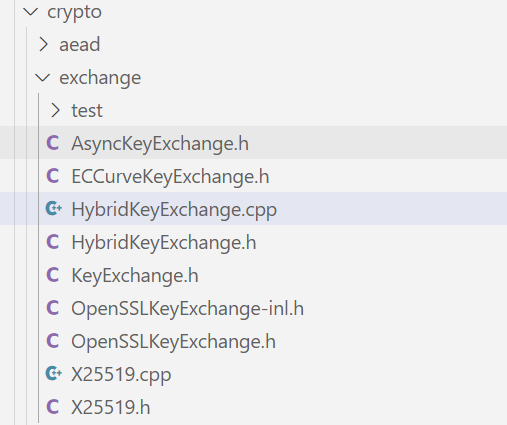 crypto
aead
exchange
test
C AsyncKeyExchange.h
C ECCurveKeyExchange.h
C+ HybridKeyExchange.cpp
C HybridKeyExchange.h
C KeyExchange.h
C OpenSSLKeyExchange-inl.h
C OpenSSLKeyExchange.h
C+ X25519.cpp
C X25519.h